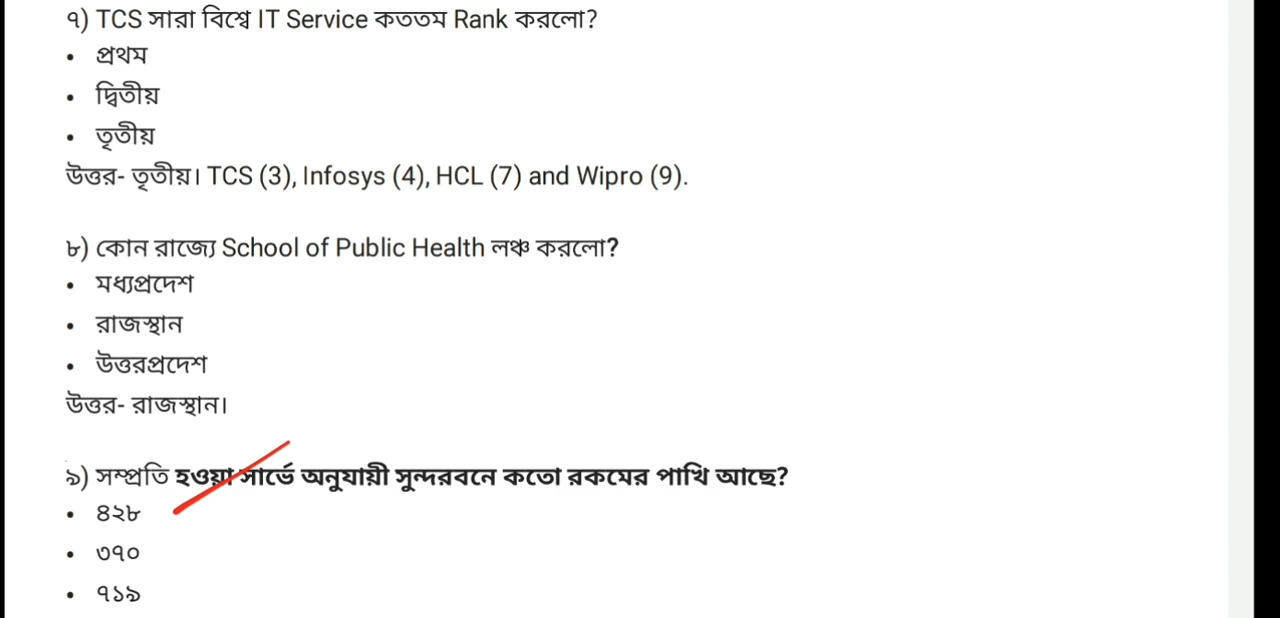 ৭) TCS সারা বিশ্বে IT Service কততম Rank করলো?
• প্রথম
• দ্বিতীয়
• তৃতীয়
উত্তর- তৃতীয়। TCS (3), Infosys (4), HCL (7) and Wipro (9).
৮) কোন রাজ্যে School of Public Health লঞ্চ করলো?
• মধ্যপ্রদেশ
• রাজস্থান
• উত্তরপ্রদেশ
উত্তর- রাজস্থান।
৯) সম্প্রতি হওয়া সার্ভে অনুযায়ী সুন্দরবনে কতো রকমের পাখি আছে?
• ৪২৮
• ৩৭০
• ৭১৯